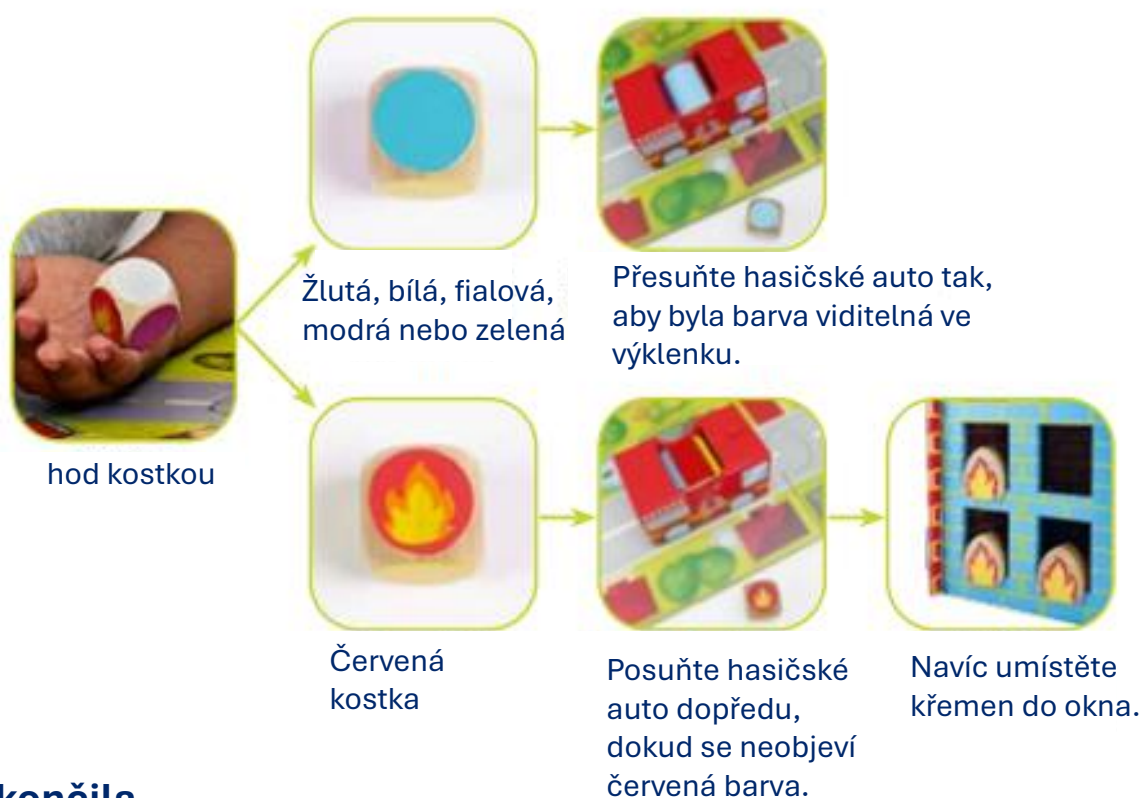 Žlutá, bílá, fialová,
modrá nebo zelená
Přesuňte hasičské auto tak,
aby byla barva viditelná ve
výklenku.
hod kostkou
Červená
kostka
Posuňte hasičské
auto dopředu,
dokud se neobjeví
červená barva.
Navíc umístěte
křemen do okna.
končila